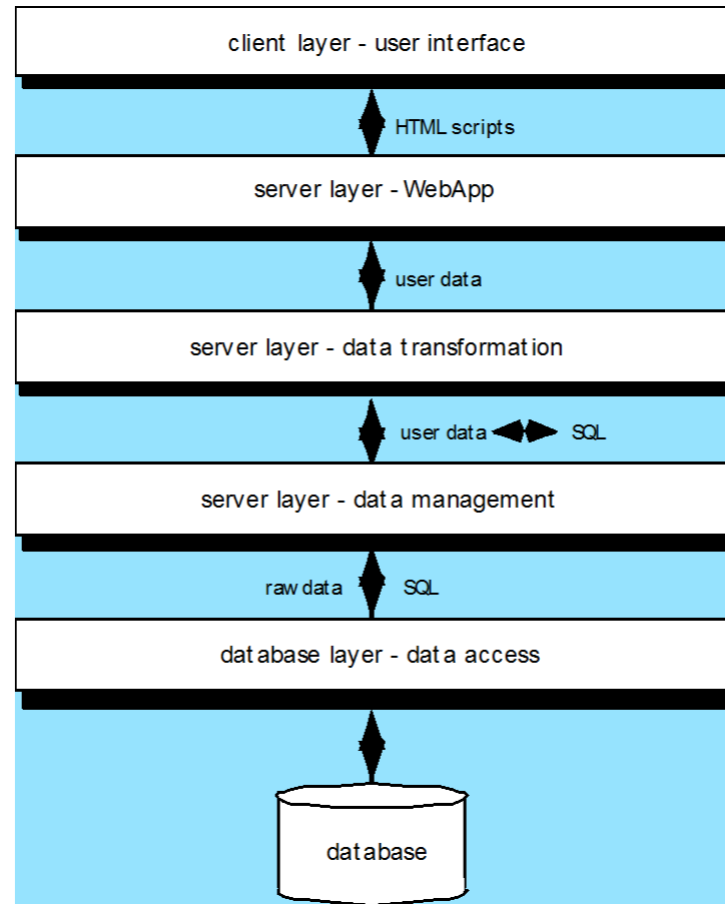 client layer - user interface
HTML scripts
server layer - WebApp
user data
server layer - data transformation
user data SQL
server layer - data management
raw data SQL
database layer - data access
database